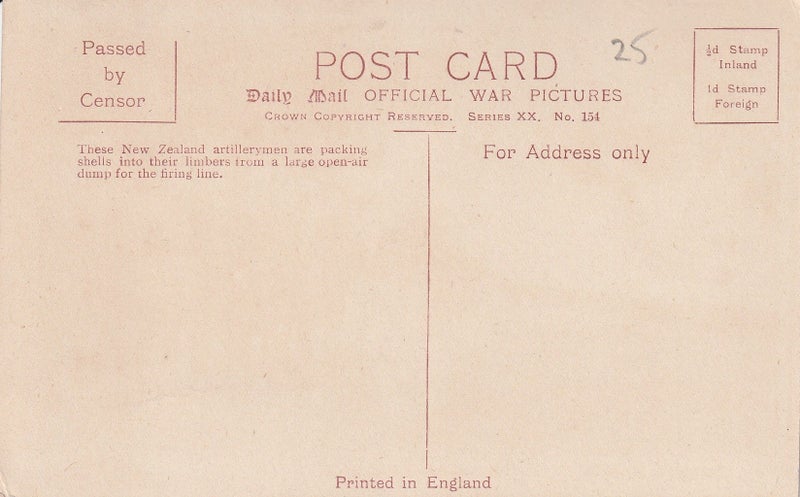 Passed
by
Censor
POST CARD
Daily Mail OFFICIAL WAR PICTURES
CROWN COPYRIGHT RESERVED. SERIES XX. No. 154
25
½d Stamp
Inland
1d Stamp
Foreign
These New Zealand artillerymen are packing
shells into their limbers from a large open-air
dump for the firing line.
For Address only
Printed in England